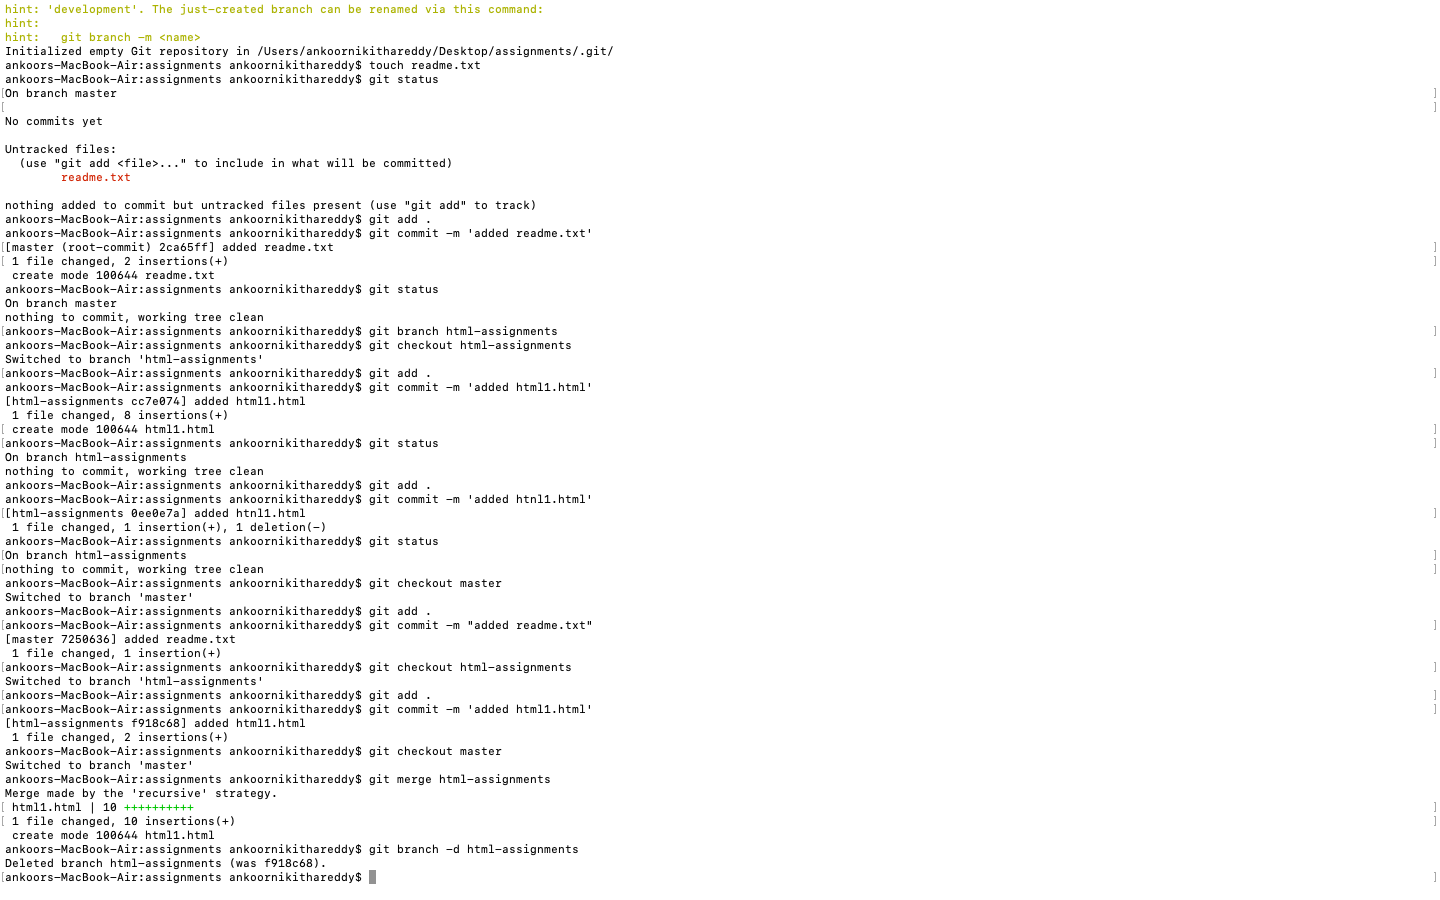 hint: 'development'. The just-created branch can be renamed via this command:
hint:
hint:   git branch -m <name>
Initialized empty Git repository in /Users/ankoornikithareddy/Desktop/assignments/.git/
ankoors-MacBook-Air:assignments ankoornikithareddy$ touch readme.txt
ankoors-MacBook-Air:assignments ankoornikithareddy$ git status
[On branch master ]
[ ]
No commits yet

Untracked files:
  (use "git add <file>..." to include in what will be committed)
        readme.txt

nothing added to commit but untracked files present (use "git add" to track)
ankoors-MacBook-Air:assignments ankoornikithareddy$ git add .
ankoors-MacBook-Air:assignments ankoornikithareddy$ git commit -m 'added readme.txt'
[[master (root-commit) 2ca65ff] added readme.txt ]
[ 1 file changed, 2 insertions(+) ]
 create mode 100644 readme.txt
ankoors-MacBook-Air:assignments ankoornikithareddy$ git status
On branch master
nothing to commit, working tree clean
[ankoors-MacBook-Air:assignments ankoornikithareddy$ git branch html-assignments ]
ankoors-MacBook-Air:assignments ankoornikithareddy$ git checkout html-assignments
Switched to branch 'html-assignments'
[ankoors-MacBook-Air:assignments ankoornikithareddy$ git add . ]
ankoors-MacBook-Air:assignments ankoornikithareddy$ git commit -m 'added html1.html'
[html-assignments cc7e074] added html1.html
 1 file changed, 8 insertions(+)
[ create mode 100644 html1.html ]
[ankoors-MacBook-Air:assignments ankoornikithareddy$ git status ]
On branch html-assignments
nothing to commit, working tree clean
ankoors-MacBook-Air:assignments ankoornikithareddy$ git add .
ankoors-MacBook-Air:assignments ankoornikithareddy$ git commit -m 'added htnl1.html'
[[html-assignments 0ee0e7a] added htnl1.html ]
 1 file changed, 1 insertion(+), 1 deletion(-)
ankoors-MacBook-Air:assignments ankoornikithareddy$ git status
[On branch html-assignments ]
[nothing to commit, working tree clean ]
ankoors-MacBook-Air:assignments ankoornikithareddy$ git checkout master
Switched to branch 'master'
ankoors-MacBook-Air:assignments ankoornikithareddy$ git add .
[ankoors-MacBook-Air:assignments ankoornikithareddy$ git commit -m "added readme.txt" ]
[master 7250636] added readme.txt
 1 file changed, 1 insertion(+)
[ankoors-MacBook-Air:assignments ankoornikithareddy$ git checkout html-assignments ]
Switched to branch 'html-assignments'
[ankoors-MacBook-Air:assignments ankoornikithareddy$ git add . ]
[ankoors-MacBook-Air:assignments ankoornikithareddy$ git commit -m 'added html1.html' ]
[html-assignments f918c68] added html1.html
 1 file changed, 2 insertions(+)
ankoors-MacBook-Air:assignments ankoornikithareddy$ git checkout master
Switched to branch 'master'
ankoors-MacBook-Air:assignments ankoornikithareddy$ git merge html-assignments
Merge made by the 'recursive' strategy.
[ html1.html | 10 ++++++++++ ]
[ 1 file changed, 10 insertions(+) ]
 create mode 100644 html1.html
ankoors-MacBook-Air:assignments ankoornikithareddy$ git branch -d html-assignments
Deleted branch html-assignments (was f918c68).
[ankoors-MacBook-Air:assignments ankoornikithareddy$ ]